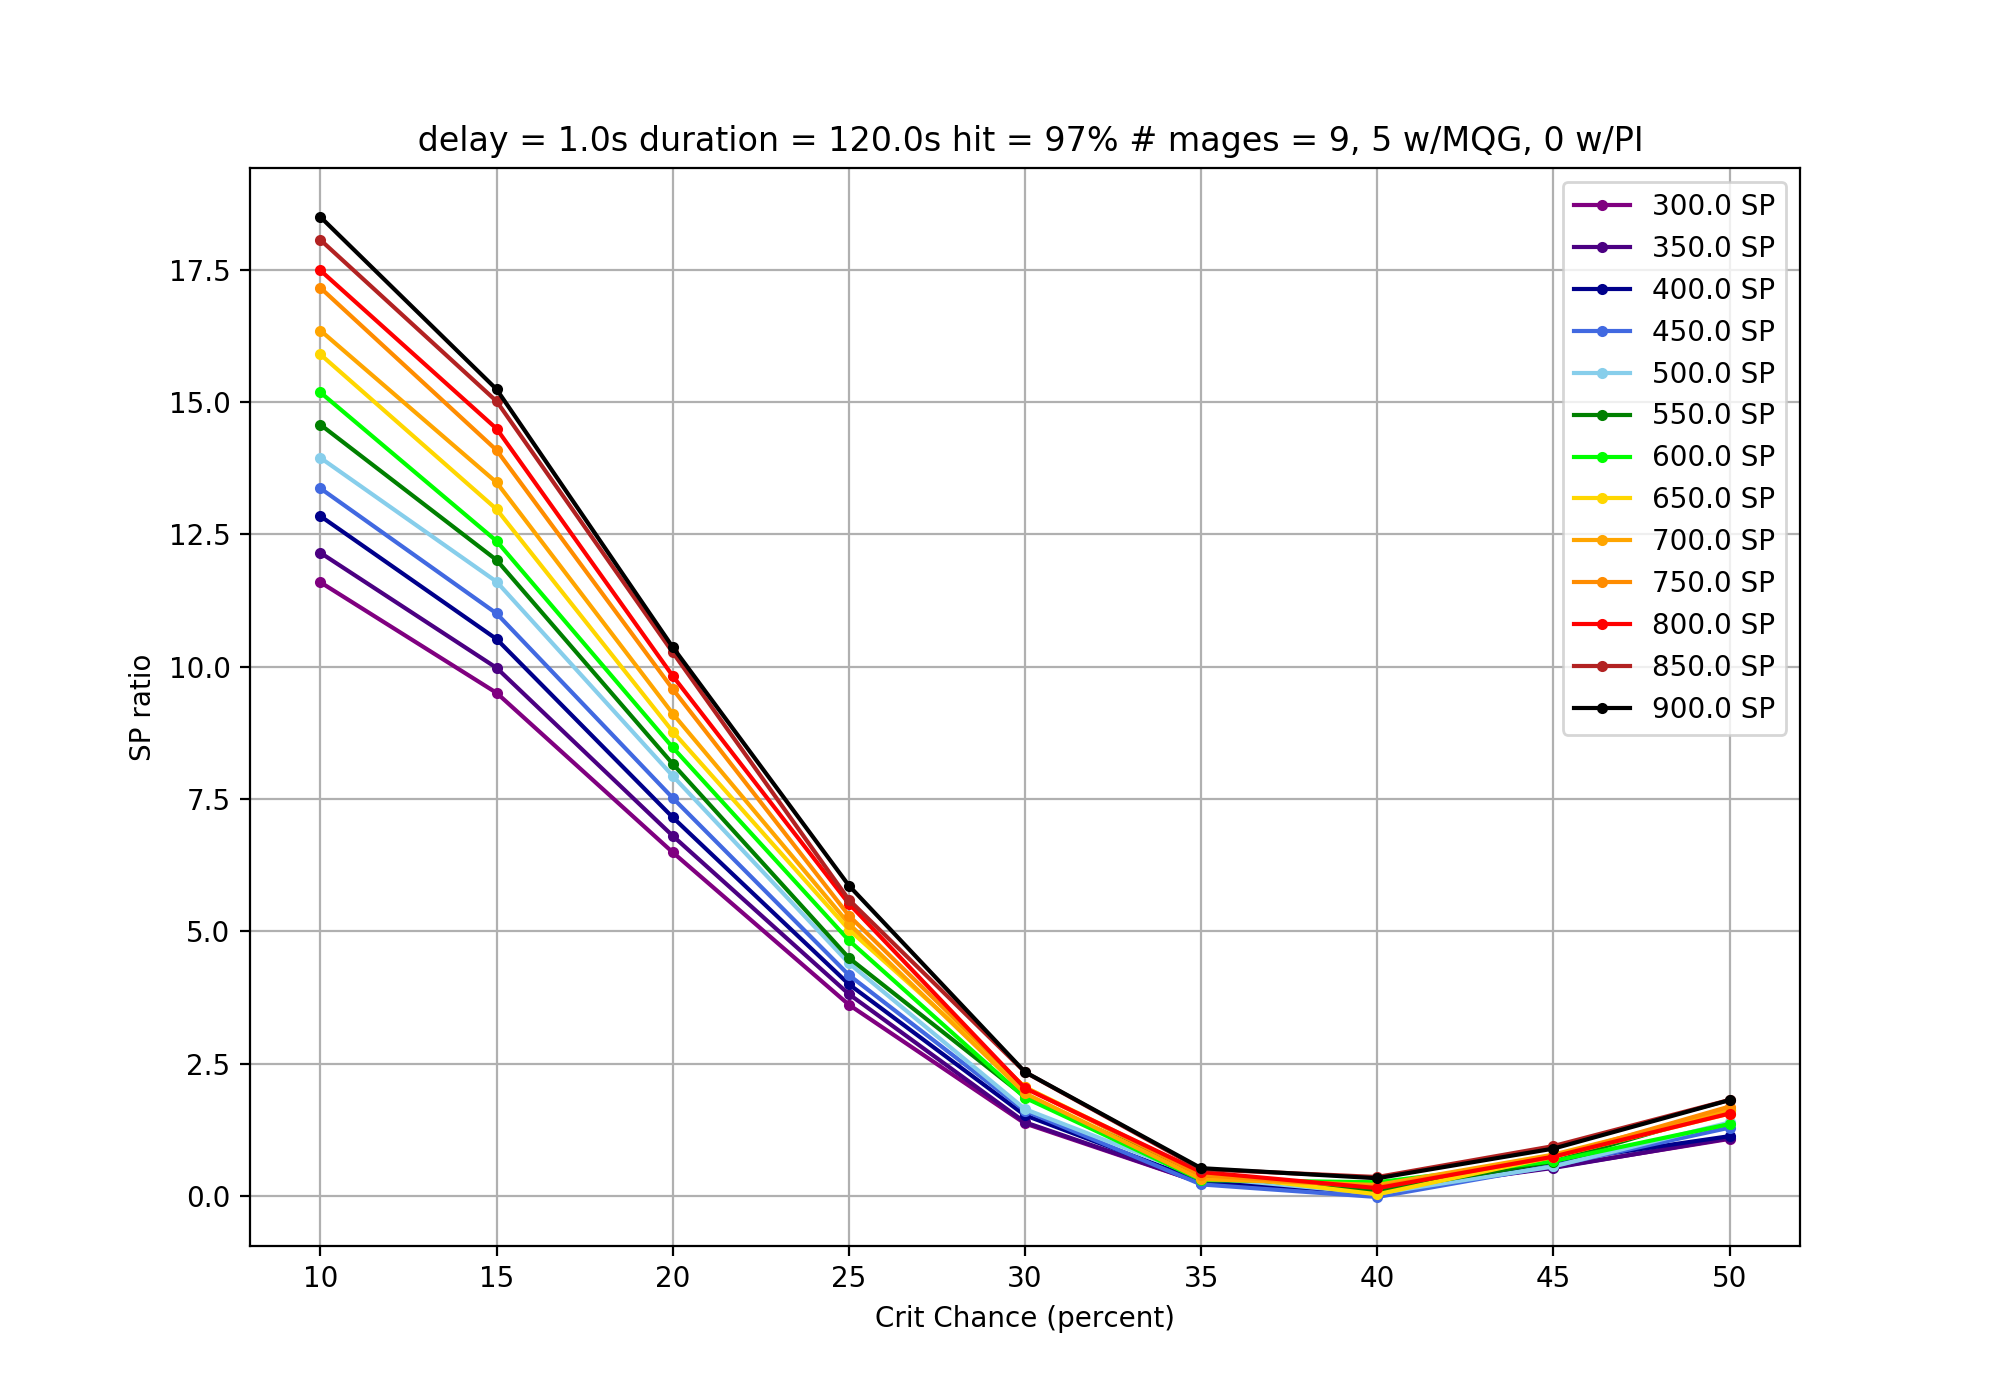 delay = 1.0s duration = 120.0s hit = 97% # mages = 9, 5 w/MQG, 0 w/PI
300.0 SP
350.0 SP
400.0 SP
450.0 SP
500.0 SP
550.0 SP
600.0 SP
650.0 SP
700.0 SP
750.0 SP
800.0 SP
850.0 SP
900.0 SP
17.5
15.0
12.5
10.0
7.5
5.0
2.5
0.0
SP ratio
10 15 20 25 30 35 40 45 50
Crit Chance (percent)